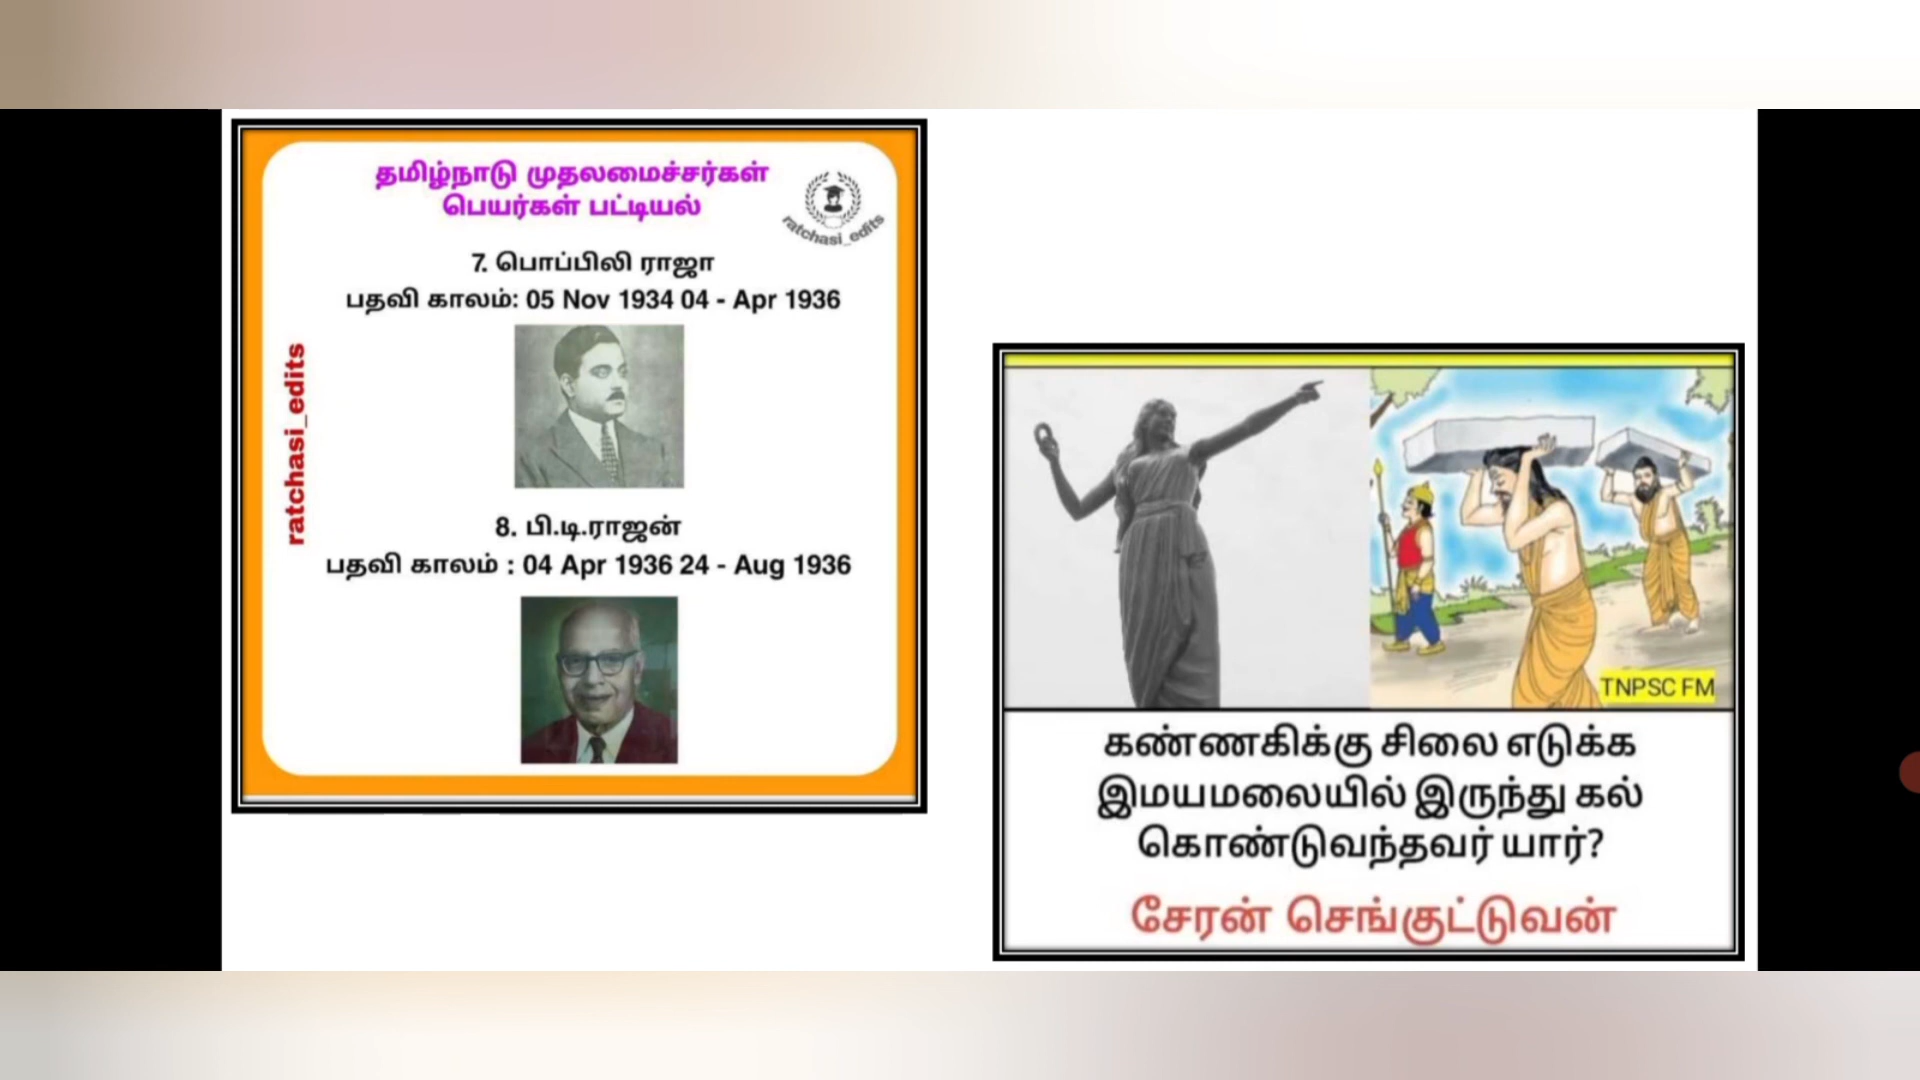 தமிழ்நாடு முதலமைச்சர்கள்
பெயர்கள் பட்டியல்
ratchasi_edits
7. பொப்பிலி ராஜா
பதவி காலம்: 05 Nov 1934 04 - Apr 1936
ratchasi_edits
8. பி.டி.ராஜன்
பதவி காலம் : 04 Apr 1936 24 - Aug 1936
TNPSC FM
கண்ணகிக்கு சிலை எடுக்க
இமயமலையில் இருந்து கல்
கொண்டுவந்தவர் யார்?
சேரன் செங்குட்டுவன்